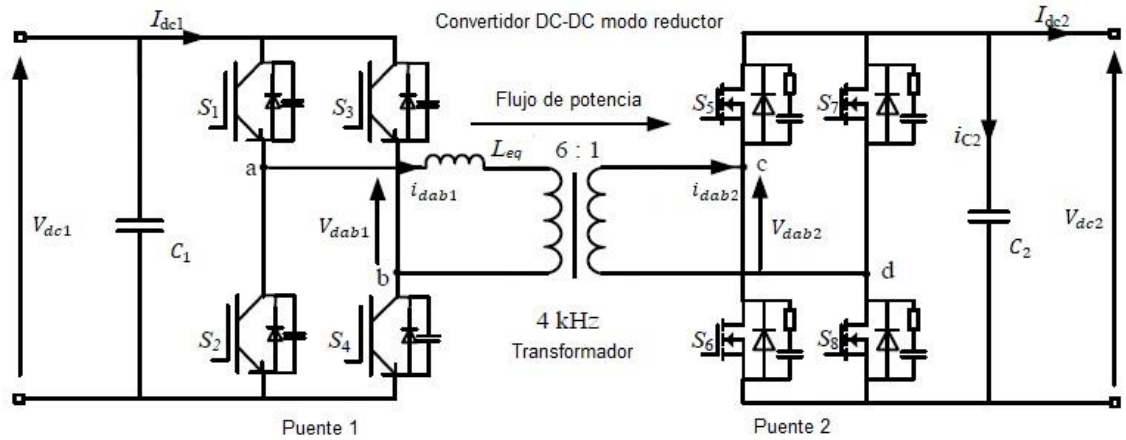 Convertidor DC-DC modo reductor
I_dc1
I_dc2
S_1
S_3
Flujo de potencia
S_5
S_7
L_eq
6 : 1
a
i_dab1
i_dab2
c
i_C2
V_dc1
C_1
V_dab1
V_dab2
C_2
V_dc2
b
d
S_2
S_4
4 kHz
Transformador
S_6
S_8
Puente 1
Puente 2